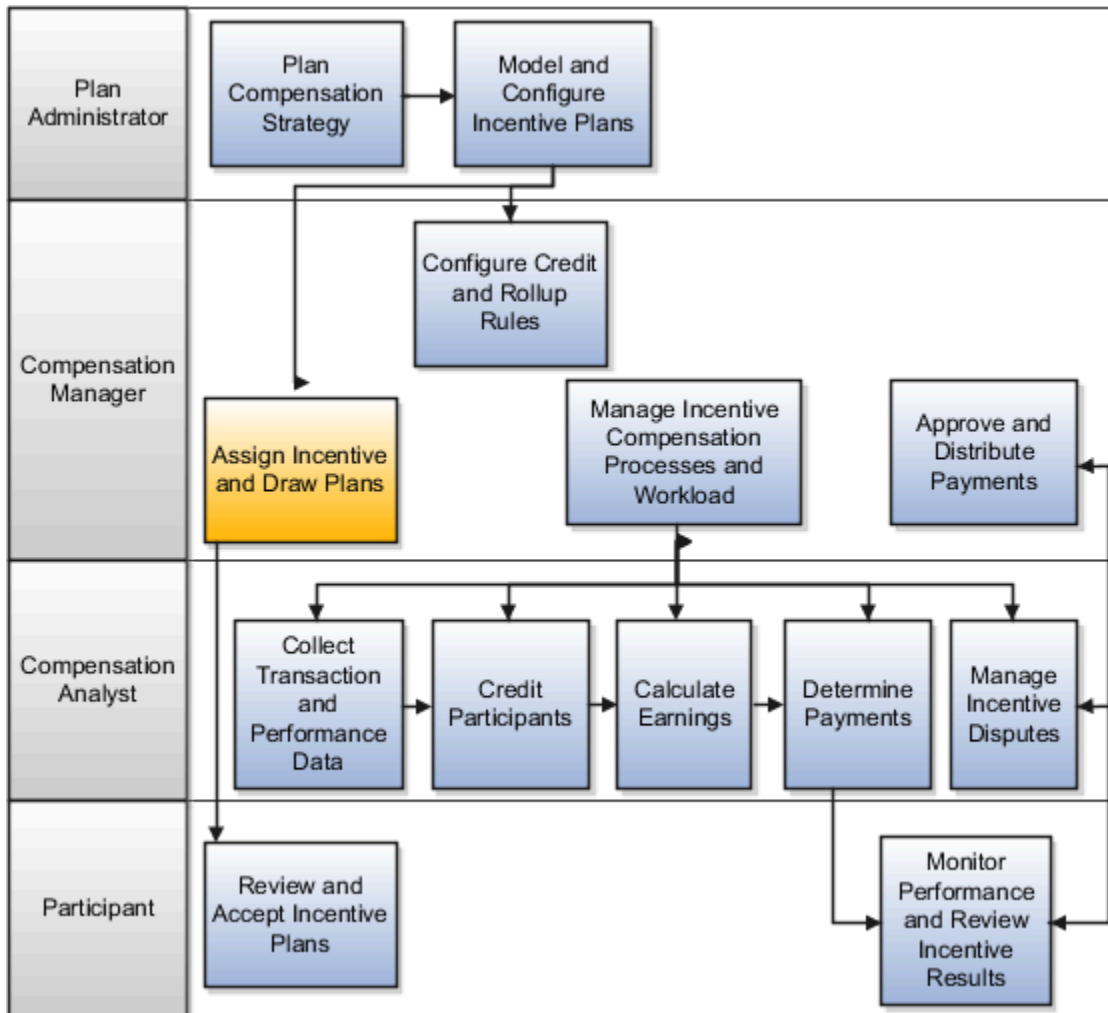 Plan
Administrator
Plan
Compensation
Strategy
Model and
Configure
Incentive Plans
Compensation
Manager
Configure Credit
and Rollup
Rules
Assign Incentive
and Draw Plans
Manage Incentive
Compensation
Processes and
Workload
Approve and
Distribute
Payments
Compensation
Analyst
Collect
Transaction
and
Performance
Data
Credit
Participants
Calculate
Earnings
Determine
Payments
Manage
Incentive
Disputes
Participant
Review and
Accept Incentive
Plans
Monitor
Performance
and Review
Incentive
Results